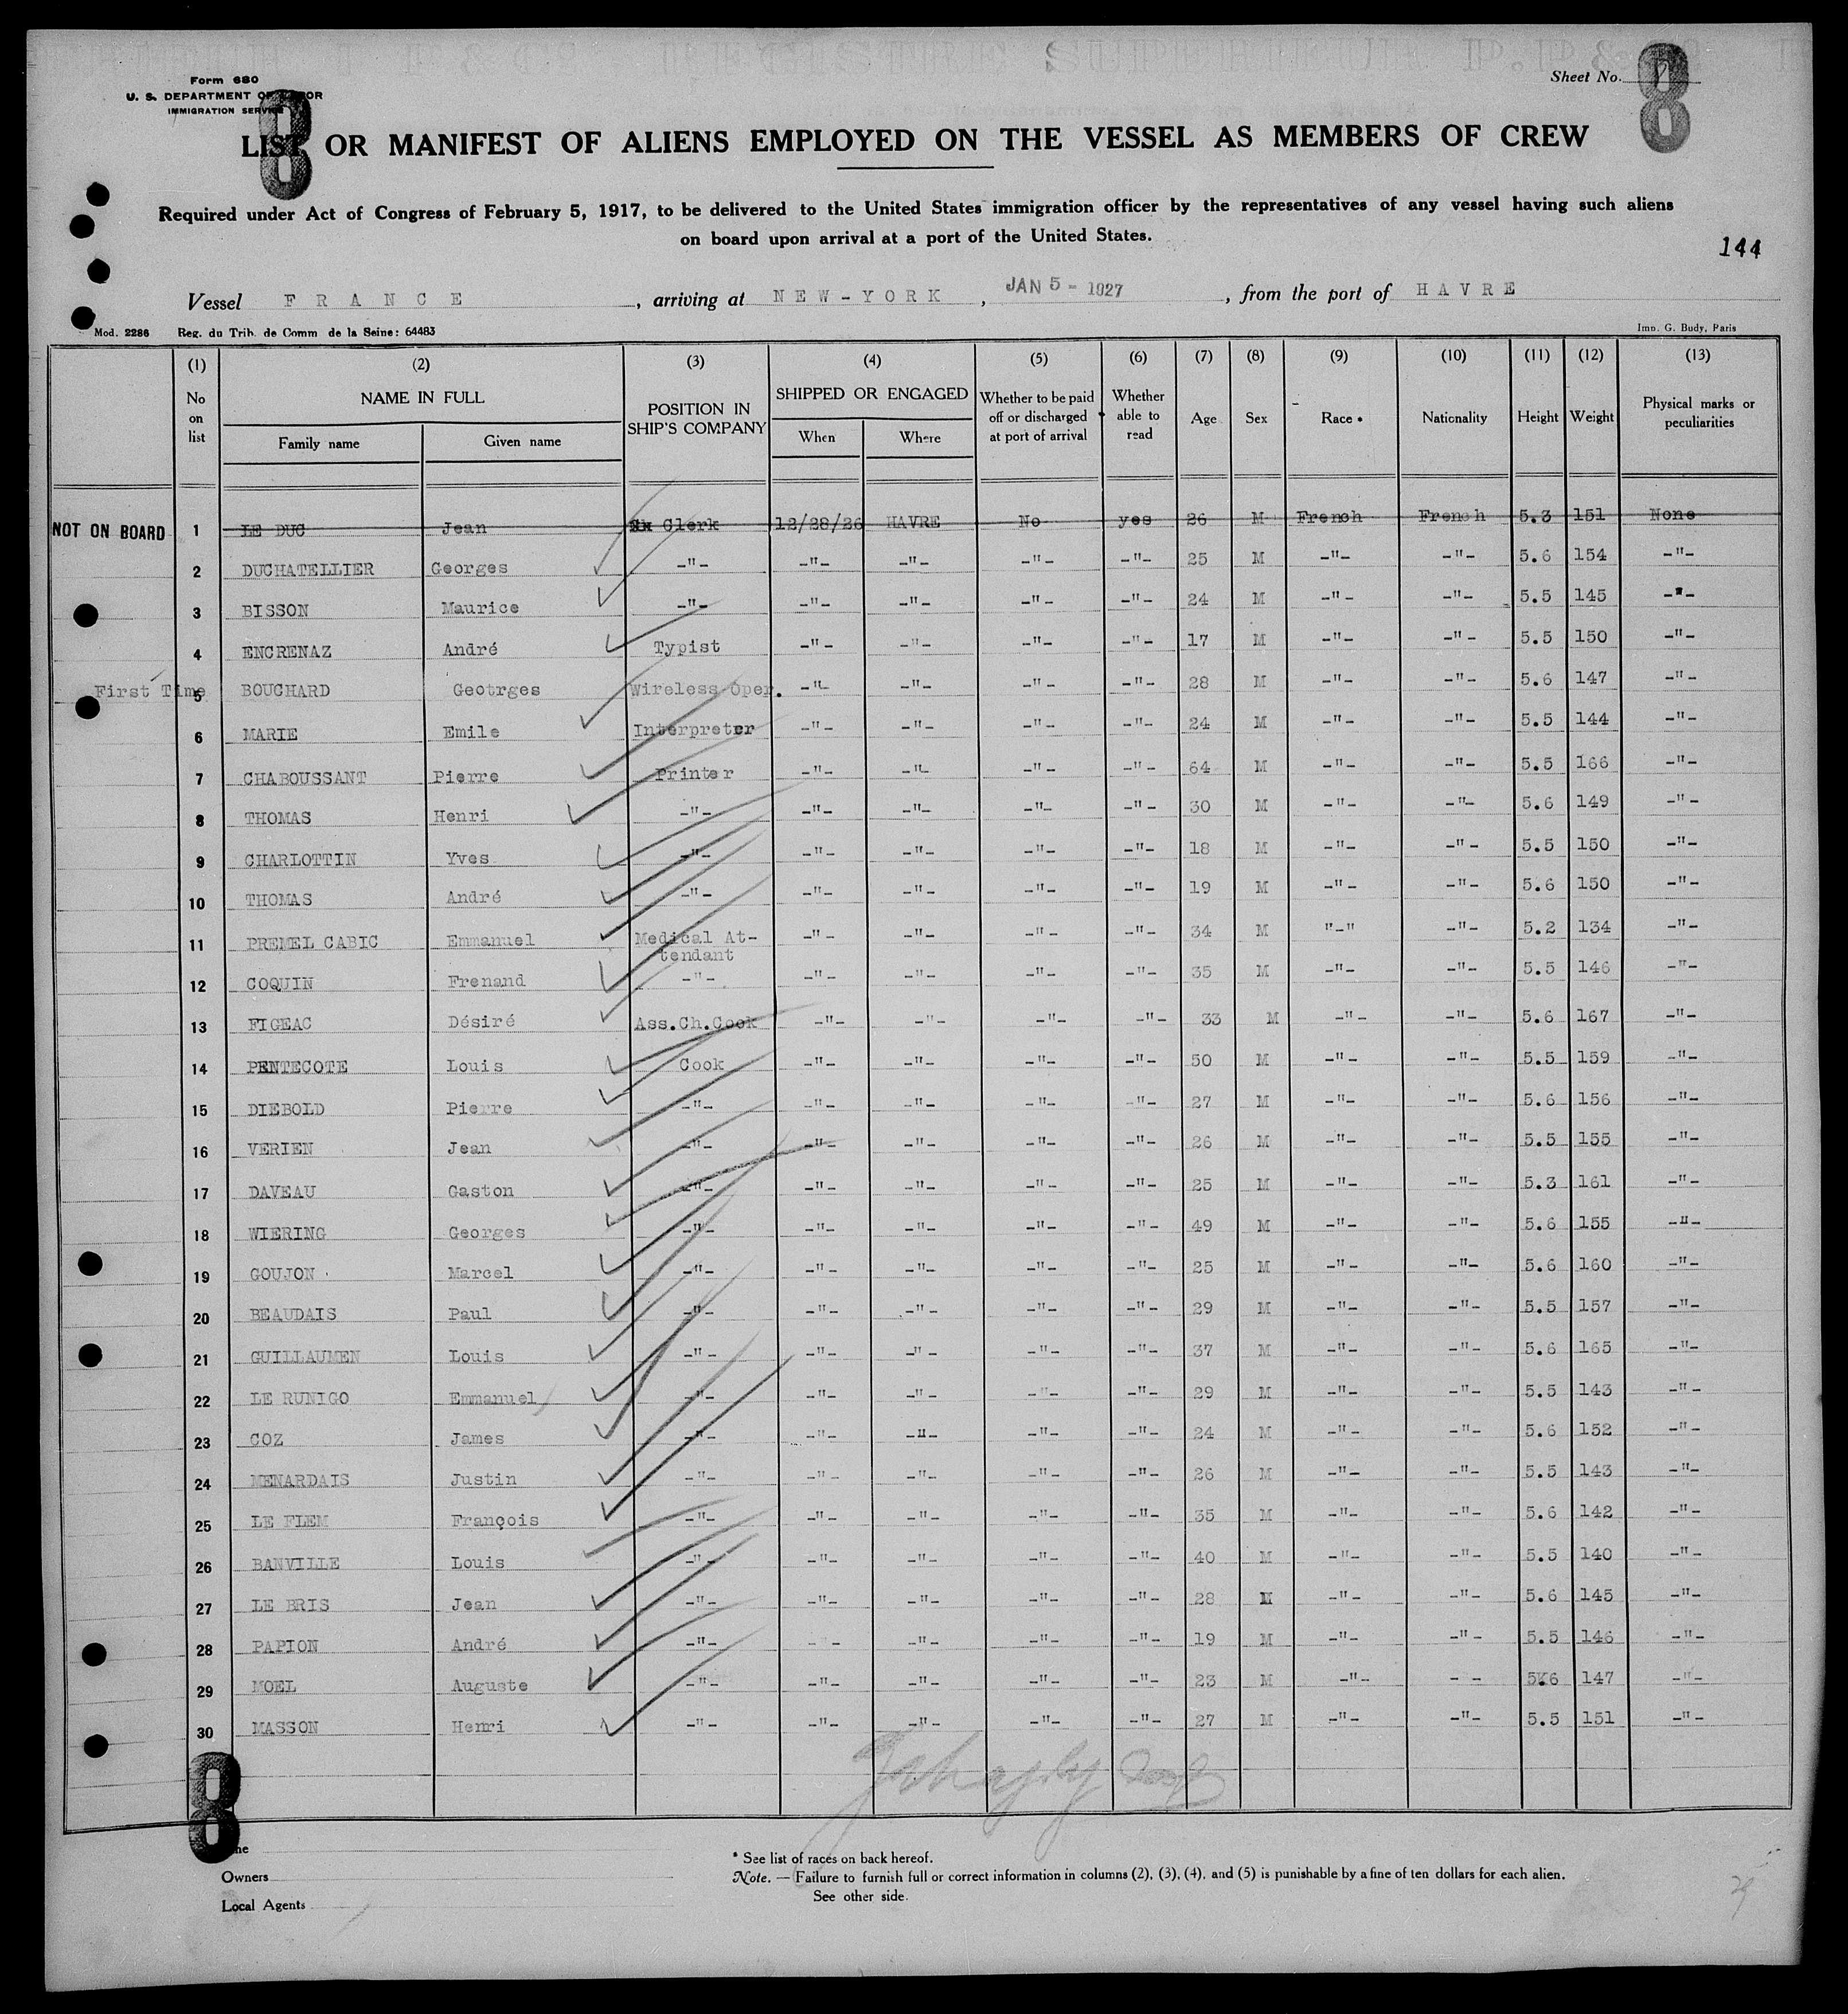 Form 680
U. S. DEPARTMENT OF LABOR
IMMIGRATION SERVICE
Sheet No.
8
8
LIST OR MANIFEST OF ALIENS EMPLOYED ON THE VESSEL AS MEMBERS OF CREW
Required under Act of Congress of February 5, 1917, to be delivered to the United States immigration officer by the representatives of any vessel having such aliens
on board upon arrival at a port of the United States.
144
Vessel FRANCE, arriving at NEW-YORK, JAN 5 - 1927, from the port of HAVRE
Mod. 2286 Reg. du Trib. de Comm de la Seine: 64483 Imp. G. Budy, Paris
(1) (2) (3) (4) (5) (6) (7) (8) (9) (10) (11) (12) (13)
No on list NAME IN FULL Family name Given name POSITION IN SHIP'S COMPANY SHIPPED OR ENGAGED When Where Whether to be paid off or discharged at port of arrival Whether able to read Age Sex Race * Nationality Height Weight Physical marks or peculiarities
NOT ON BOARD 1 LE DUC Jean Clerk 12/28/26 HAVRE No yes 26 M French French 5.3 151 None
2 DUCHATELLIER Georges -"- -"- -"- -"- -"- 25 M -"- -"- 5.6 154 -"-
3 BISSON Maurice -"- -"- -"- -"- -"- 24 M -"- -"- 5.5 145 -"-
4 ENCRENAZ André Typist -"- -"- -"- -"- 17 M -"- -"- 5.5 150 -"-
First Time 5 BOUCHARD Geotrges Wireless Oper. -"- -"- -"- -"- 28 M -"- -"- 5.6 147 -"-
6 MARIE Emile Interpreter -"- -"- -"- -"- 24 M -"- -"- 5.5 144 -"-
7 CHABOUSSANT Pierre Printer -"- -"- -"- -"- 64 M -"- -"- 5.5 166 -"-
8 THOMAS Henri -"- -"- -"- -"- -"- 30 M -"- -"- 5.6 149 -"-
9 CHARLOTTIN Yves -"- -"- -"- -"- -"- 18 M -"- -"- 5.5 150 -"-
10 THOMAS André -"- -"- -"- -"- -"- 19 M -"- -"- 5.6 150 -"-
11 PREMEL CABIC Emmanuel Medical At- -"- -"- -"- -"- 34 M "-" -"- 5.2 134 -"-
tendant
12 COQUIN Frenand -"- -"- -"- -"- -"- 35 M -"- -"- 5.5 146 -"-
13 FIGEAC Désiré Ass.Ch.Cook -"- -"- -"- -"- 33 M -"- -"- 5.6 167 -"-
14 PENTECOTE Louis Cook -"- -"- -"- -"- 50 M -"- -"- 5.5 159 -"-
15 DIEBOLD Pierre -"- -"- -"- -"- -"- 27 M -"- -"- 5.6 156 -"-
16 VERIEN Jean -"- -"- -"- -"- -"- 26 M -"- -"- 5.5 155 -"-
17 DAVEAU Gaston -"- -"- -"- -"- -"- 25 M -"- -"- 5.3 161 -"-
18 WIERING Georges -"- -"- -"- -"- -"- 49 M -"- -"- 5.6 155 -"-
19 GOUJON Marcel -"- -"- -"- -"- -"- 25 M -"- -"- 5.6 160 -"-
20 BEAUDAIS Paul -"- -"- -"- -"- -"- 29 M -"- -"- 5.5 157 -"-
21 GUILLAUMEN Louis -"- -"- -"- -"- -"- 37 M -"- -"- 5.6 165 -"-
22 LE RUNIGO Emmanuel -"- -"- -"- -"- -"- 29 M -"- -"- 5.5 143 -"-
23 COZ James -"- -"- -"- -"- -"- 24 M -"- -"- 5.6 152 -"-
24 MENARDAIS Justin -"- -"- -"- -"- -"- 26 M -"- -"- 5.5 143 -"-
25 LE FLEM François -"- -"- -"- -"- -"- 35 M -"- -"- 5.6 142 -"-
26 BANVILLE Louis -"- -"- -"- -"- -"- 40 M -"- -"- 5.5 140 -"-
27 LE BRIS Jean -"- -"- -"- -"- -"- 28 M -"- -"- 5.6 145 -"-
28 PAPION André -"- -"- -"- -"- -"- 19 M -"- -"- 5.5 146 -"-
29 MOEL Auguste -"- -"- -"- -"- -"- 23 M -"- - - 5.6 147 -"-
30 MASSON Henri -"- -"- -"- -"- -"- 27 M -"- -"- 5.5 151 -"-
8
* See list of races on back hereof.
Owners
Note. — Failure to furnish full or correct information in columns (2), (3), (4), and (5) is punishable by a fine of ten dollars for each alien.
See other side.
Local Agents